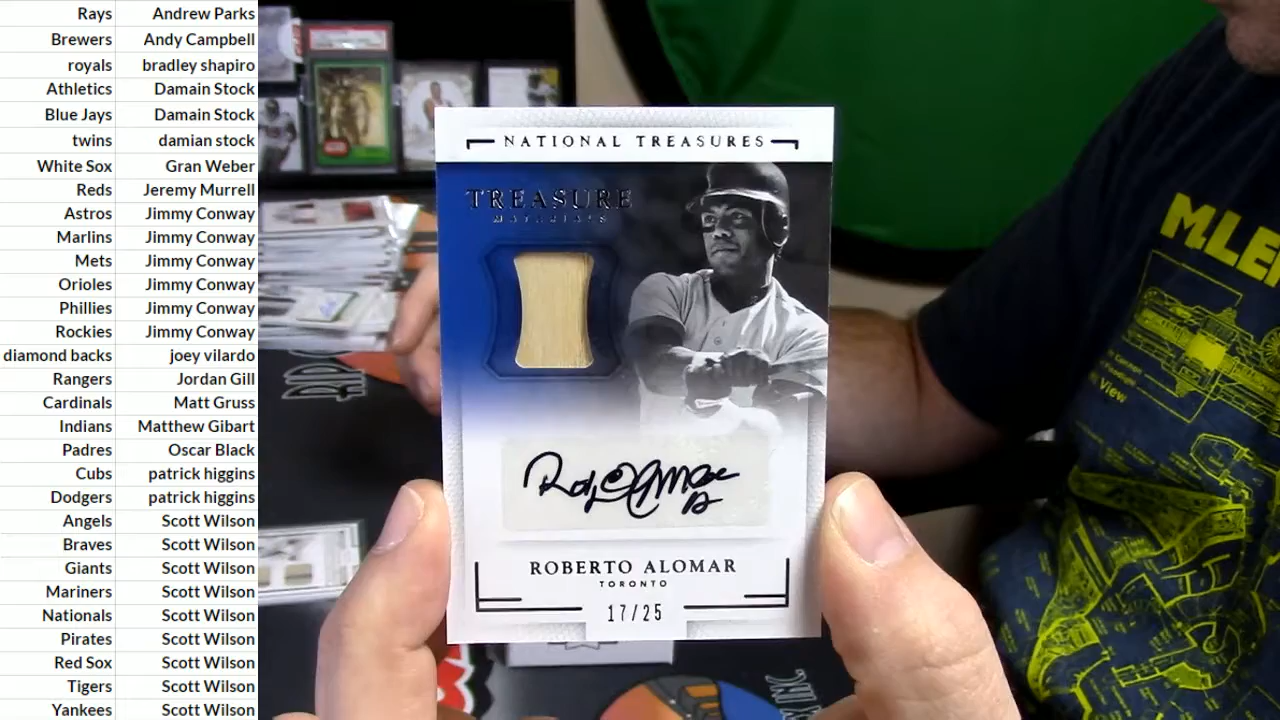 Rays Andrew Parks
Brewers Andy Campbell
royals bradley shapiro
Athletics Damain Stock
Blue Jays Damain Stock
twins damian stock
White Sox Gran Weber
Reds Jeremy Murrell
Astros Jimmy Conway
Marlins Jimmy Conway
Mets Jimmy Conway
Orioles Jimmy Conway
Phillies Jimmy Conway
Rockies Jimmy Conway
diamond backs joey vilardo
Rangers Jordan Gill
Cardinals Matt Gruss
Indians Matthew Gibart
Padres Oscar Black
Cubs patrick higgins
Dodgers patrick higgins
Angels Scott Wilson
Braves Scott Wilson
Giants Scott Wilson
Mariners Scott Wilson
Nationals Scott Wilson
Pirates Scott Wilson
Red Sox Scott Wilson
Tigers Scott Wilson
Yankees Scott Wilson
NATIONAL TREASURES
TREASURE
MATERIALS
ROBERTO ALOMAR
TORONTO
17/25
View